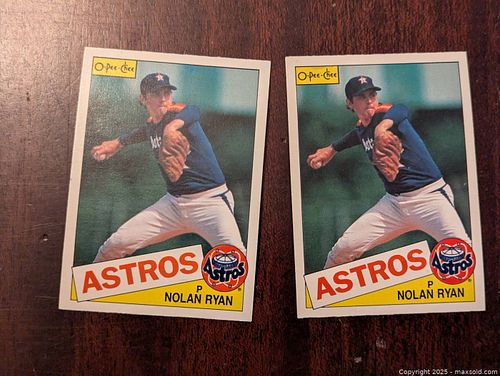 O-Pee-Chee
ASTROS
Astros
P
NOLAN RYAN
O-Pee-Chee
ASTROS
Astros
P
NOLAN RYAN
Copyright © 2025 - maxsold.com